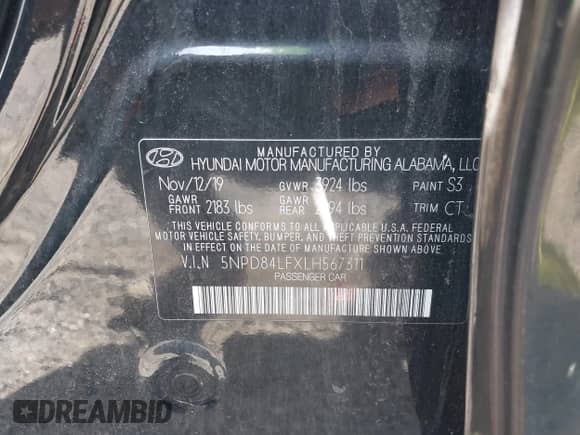 MANUFACTURED BY
HYUNDAI MOTOR MANUFACTURING ALABAMA, LLC
Nov/12/19 GVWR 3924 lbs PAINT S3
GAWR FRONT 2183 lbs GAWR REAR 94 lbs TRIM CT
THIS VEHICLE CONFORMS TO ALL APPLICABLE U.S.A. FEDERAL
MOTOR VEHICLE SAFETY, BUMPER, AND THEFT PREVENTION
STANDARDS IN EFFECT ON THE DATE OF MANUFACTURE SHOWN ABOVE
V.I.N 5NPD84LFXLH567311
PASSENGER CAR
DREAMBID